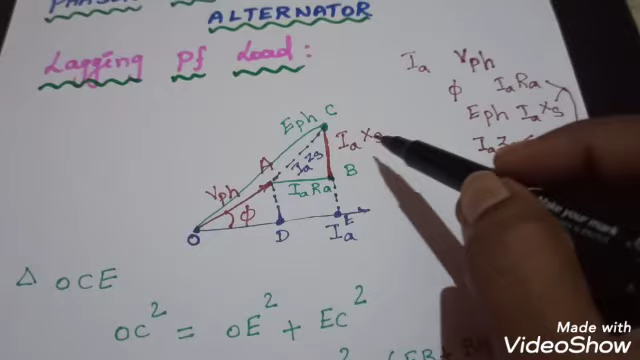 ALTERNATOR
Lagging Pf Load:
Ia Vph
ϕ IaRa
Eph IaXs
IaZ
Eph C
Vph A IaZs IaXs
IaRa B
ϕ
O D E
Ia
Δ OCE
OC² = OE² + EC²
Made with
VideoShow